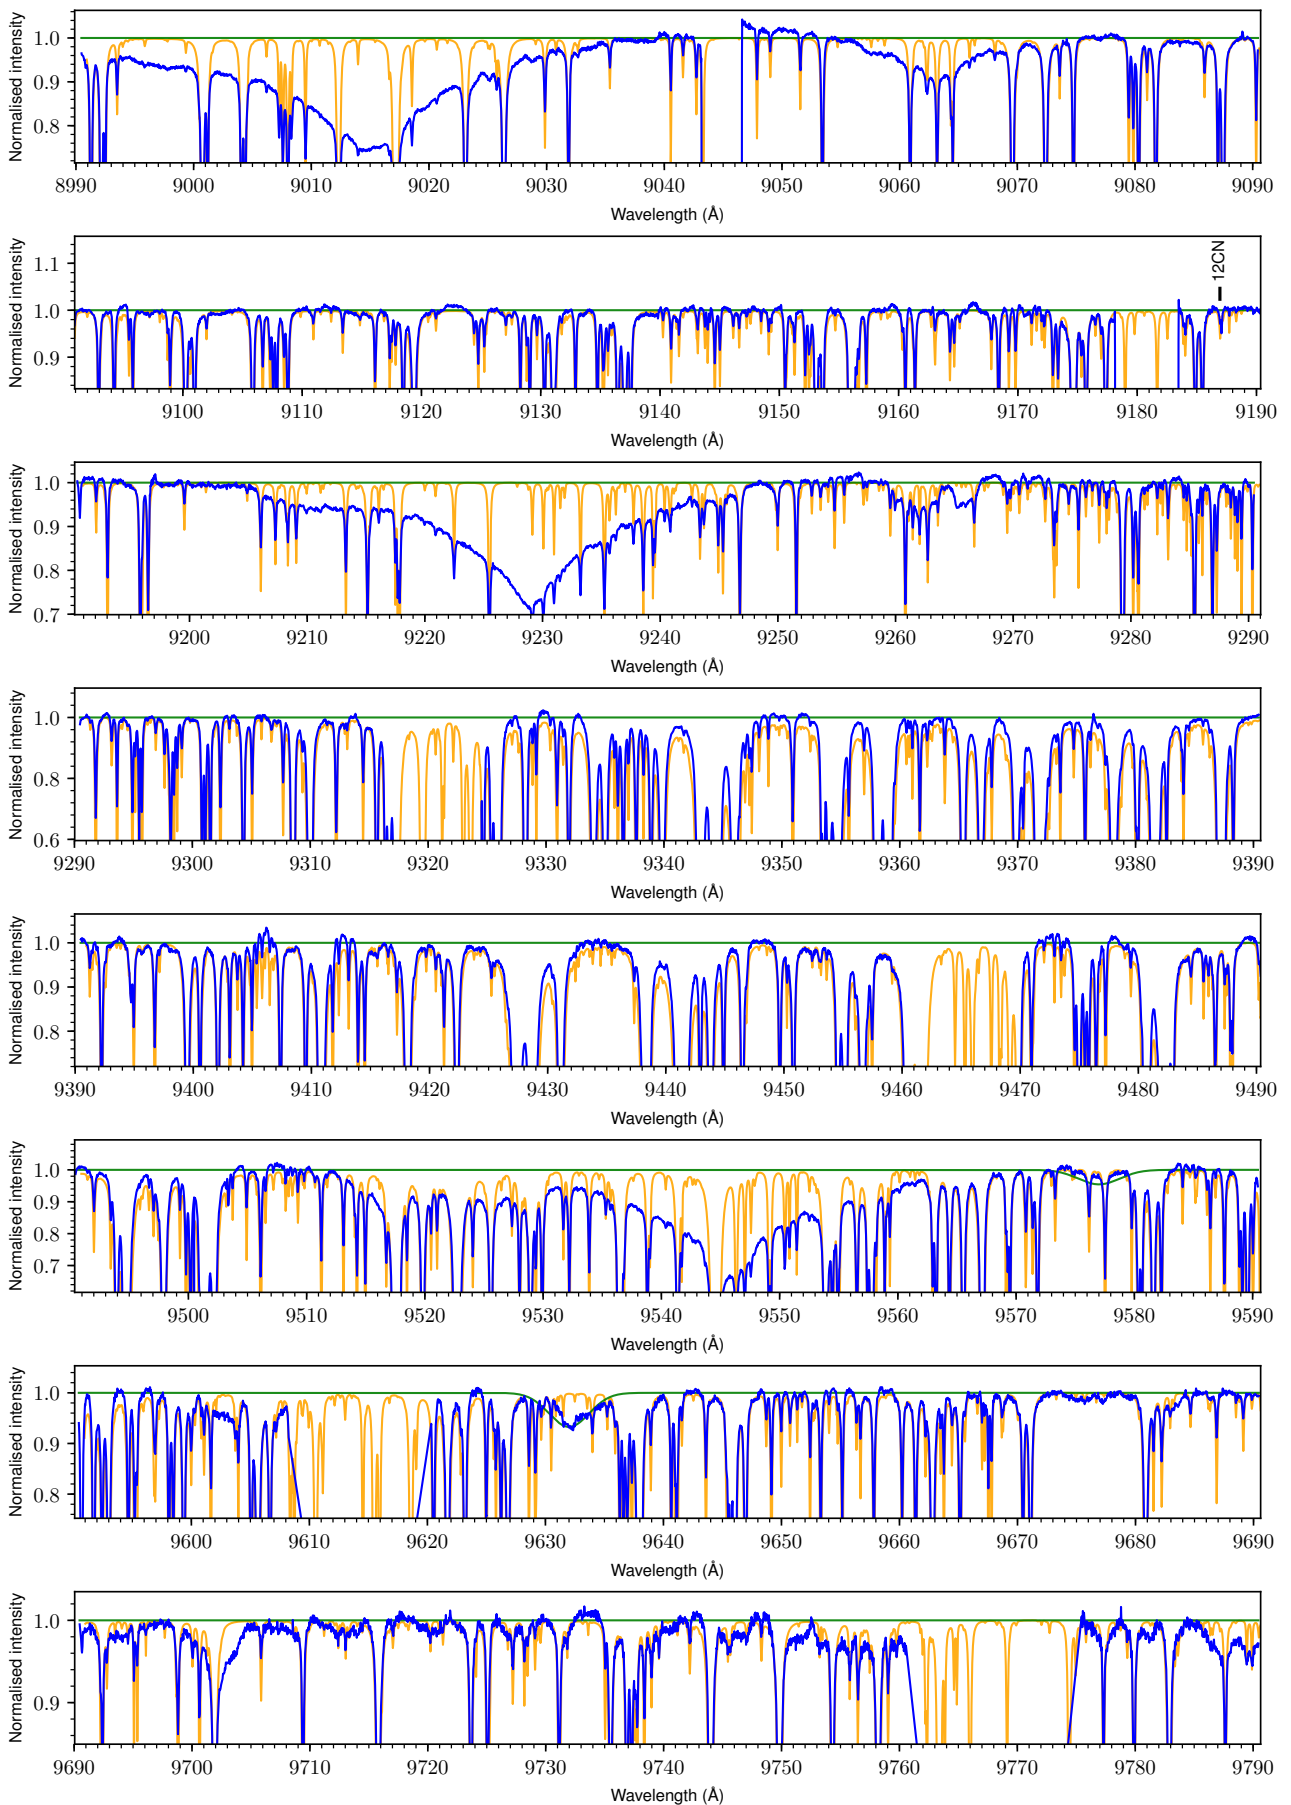 Normalised intensity
1.0
0.9
0.8
8990 9000 9010 9020 9030 9040 9050 9060 9070 9080 9090
Wavelength (Å)
Normalised intensity
1.1
1.0
0.9
12CN
9100 9110 9120 9130 9140 9150 9160 9170 9180 9190
Wavelength (Å)
Normalised intensity
1.0
0.9
0.8
0.7
9200 9210 9220 9230 9240 9250 9260 9270 9280 9290
Wavelength (Å)
Normalised intensity
1.0
0.8
0.6
9290 9300 9310 9320 9330 9340 9350 9360 9370 9380 9390
Wavelength (Å)
Normalised intensity
1.0
0.9
0.8
9390 9400 9410 9420 9430 9440 9450 9460 9470 9480 9490
Wavelength (Å)
Normalised intensity
1.0
0.9
0.8
0.7
9500 9510 9520 9530 9540 9550 9560 9570 9580 9590
Wavelength (Å)
Normalised intensity
1.0
0.9
0.8
9600 9610 9620 9630 9640 9650 9660 9670 9680 9690
Wavelength (Å)
Normalised intensity
1.0
0.9
9690 9700 9710 9720 9730 9740 9750 9760 9770 9780 9790
Wavelength (Å)